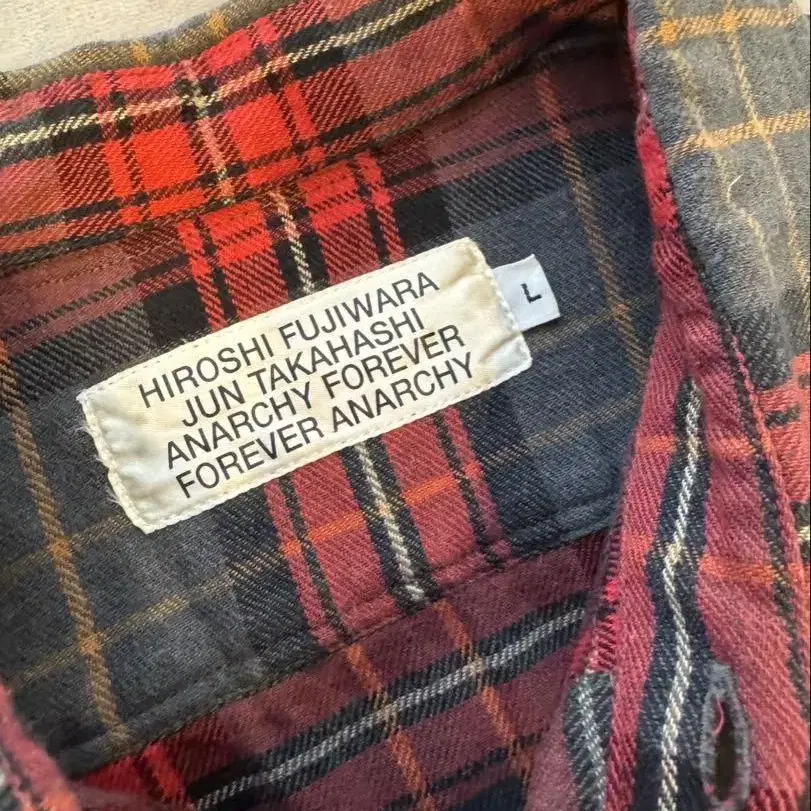 HIROSHI FUJIWARA
JUN TAKAHASHI
ANARCHY FOREVER
FOREVER ANARCHY
L